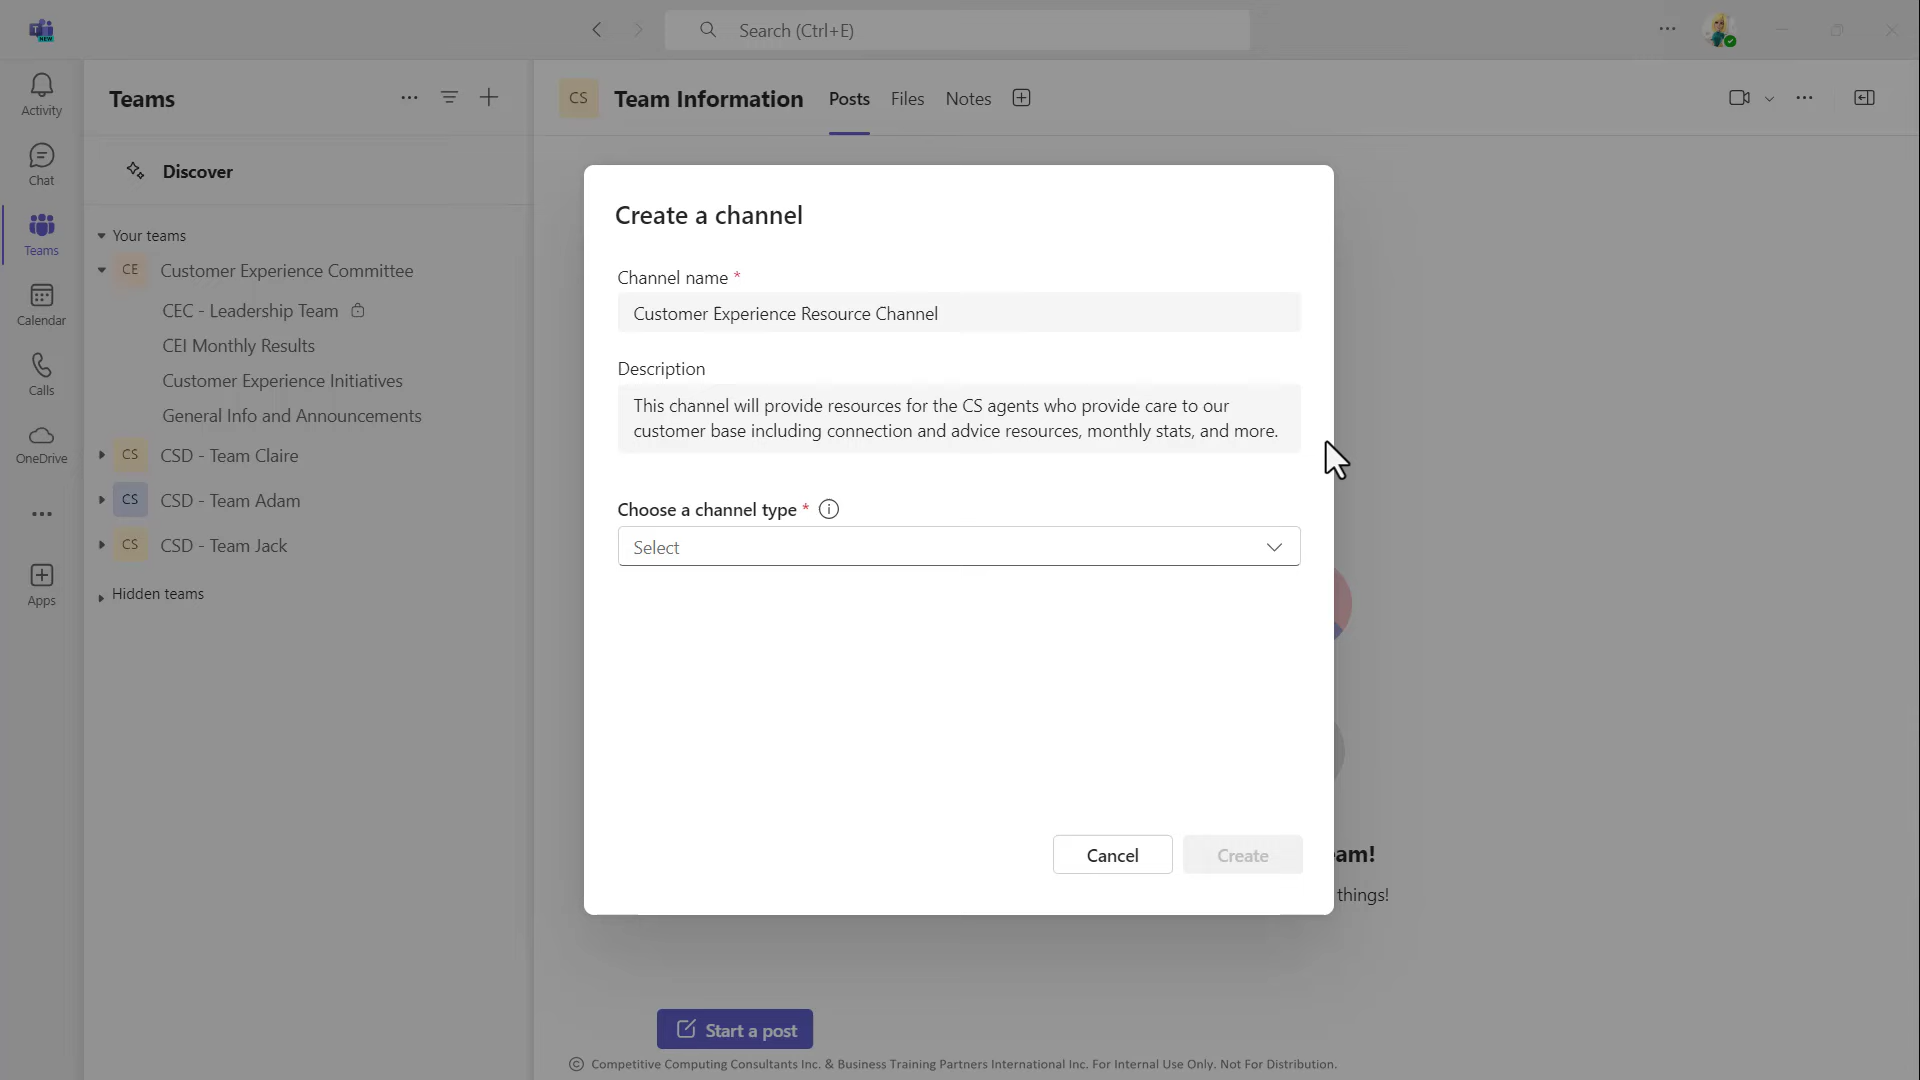 NEW
Search (Ctrl+E)
Activity
Chat
Teams
Calendar
Calls
OneDrive
Apps
Teams
Discover
Your teams
CE Customer Experience Committee
CEC - Leadership Team
CEI Monthly Results
Customer Experience Initiatives
General Info and Announcements
CS CSD - Team Claire
CS CSD - Team Adam
CS CSD - Team Jack
Hidden teams
CS Team Information Posts Files Notes
Create a channel
Channel name *
Customer Experience Resource Channel
Description
This channel will provide resources for the CS agents who provide care to our
customer base including connection and advice resources, monthly stats, and more.
Choose a channel type *
Select
Cancel Create
eam!
things!
Start a post
© Competitive Computing Consultants Inc. & Business Training Partners International Inc. For Internal Use Only. Not For Distribution.